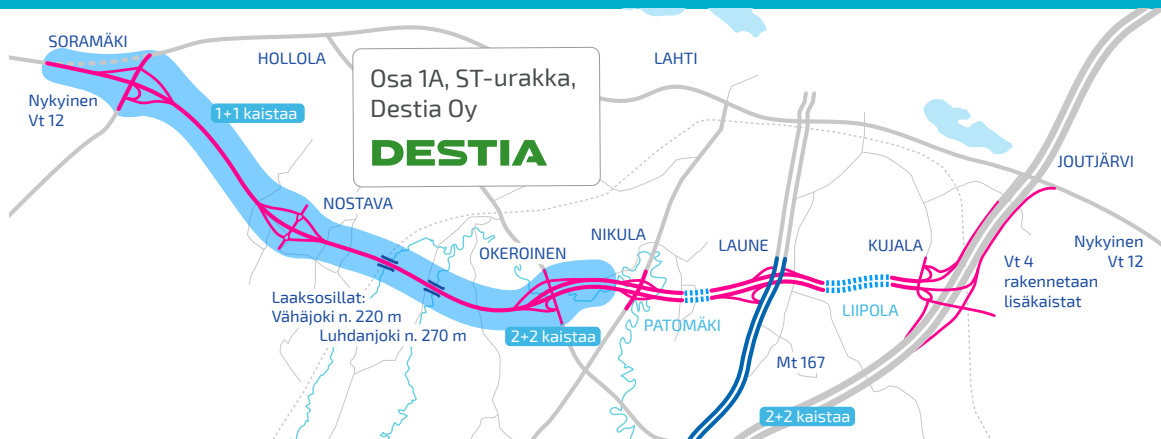 SORAMÄKI
HOLLOLA
LAHTI
Osa 1A, ST-urakka,
Destia Oy
DESTIA
Nykyinen
Vt 12
1+1 kaistaa
JOUTJÄRVI
NOSTAVA
NIKULA
OKEROINEN
LAUNE
KUJALA
Nykyinen
Vt 12
Vt 4
rakennetaan
lisäkaistat
Laaksosillat:
Vähäjoki n. 220 m
Luhdanjoki n. 270 m
2+2 kaistaa
PATOMÄKI
LIIPOLA
Mt 167
2+2 kaistaa